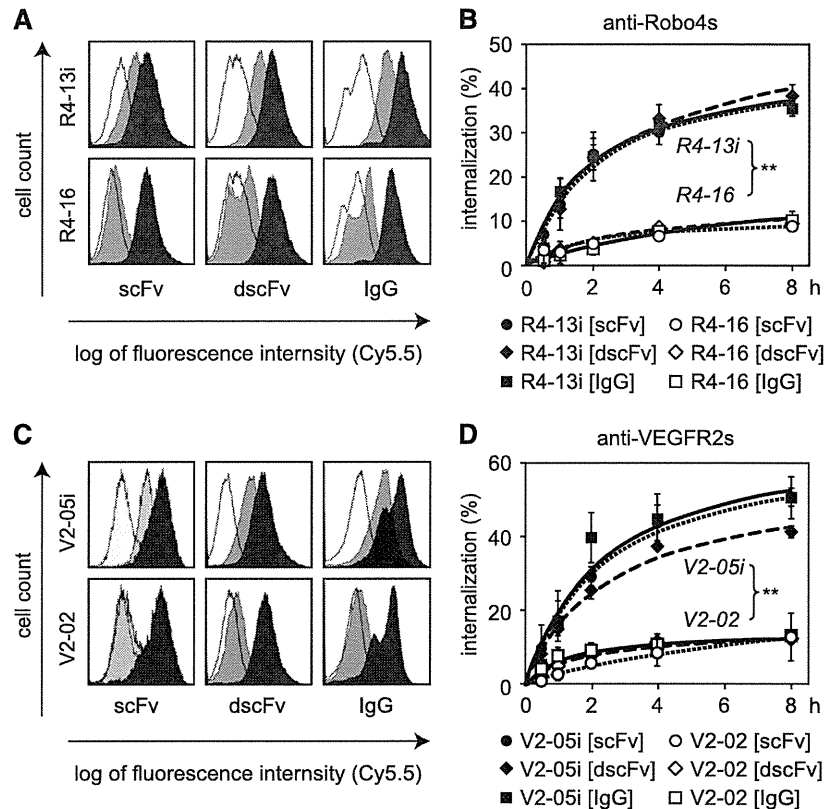 A
R4-13i
R4-16
cell count
scFv dscFv IgG
log of fluorescence internsity (Cy5.5)
B
anti-Robo4s
internalization (%)
50
40
30
20
10
0
0 2 4 6 8 h
R4-13i
R4-16
**
R4-13i [scFv] R4-16 [scFv]
R4-13i [dscFv] R4-16 [dscFv]
R4-13i [IgG] R4-16 [IgG]
C
V2-05i
V2-02
cell count
scFv dscFv IgG
log of fluorescence internsity (Cy5.5)
D
anti-VEGFR2s
internalization (%)
60
40
20
0
0 2 4 6 8 h
V2-05i
V2-02
**
V2-05i [scFv] V2-02 [scFv]
V2-05i [dscFv] V2-02 [dscFv]
V2-05i [IgG] V2-02 [IgG]